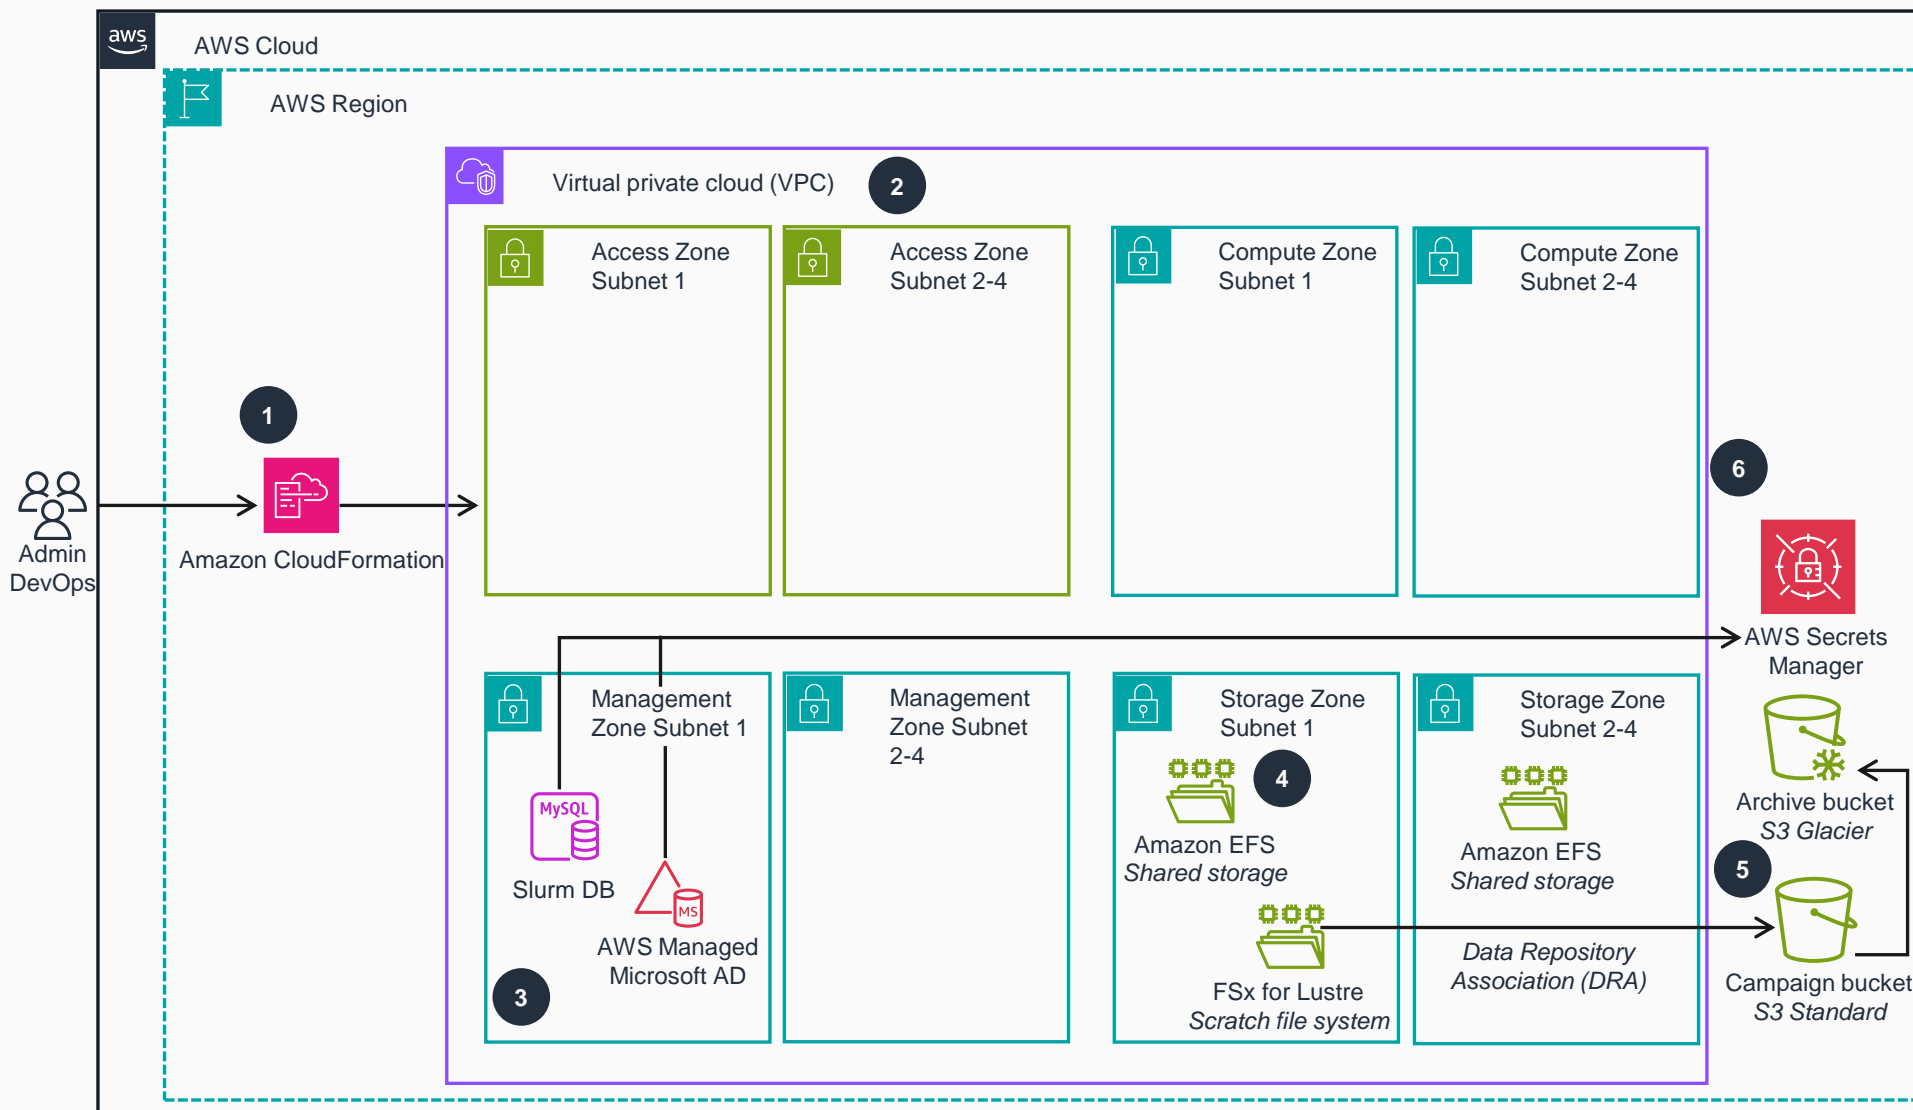 aws
AWS Cloud
AWS Region
Virtual private cloud (VPC)
2
Access Zone
Subnet 1
Access Zone
Subnet 2-4
Compute Zone
Subnet 1
Compute Zone
Subnet 2-4
1
Admin
DevOps
Amazon CloudFormation
6
AWS Secrets
Manager
Management
Zone Subnet 1
Management
Zone Subnet
2-4
Storage Zone
Subnet 1
Storage Zone
Subnet 2-4
MySQL
Slurm DB
MS
AWS Managed
Microsoft AD
3
4
Amazon EFS
Shared storage
Amazon EFS
Shared storage
FSx for Lustre
Scratch file system
Data Repository
Association (DRA)
Archive bucket
S3 Glacier
5
Campaign bucket
S3 Standard